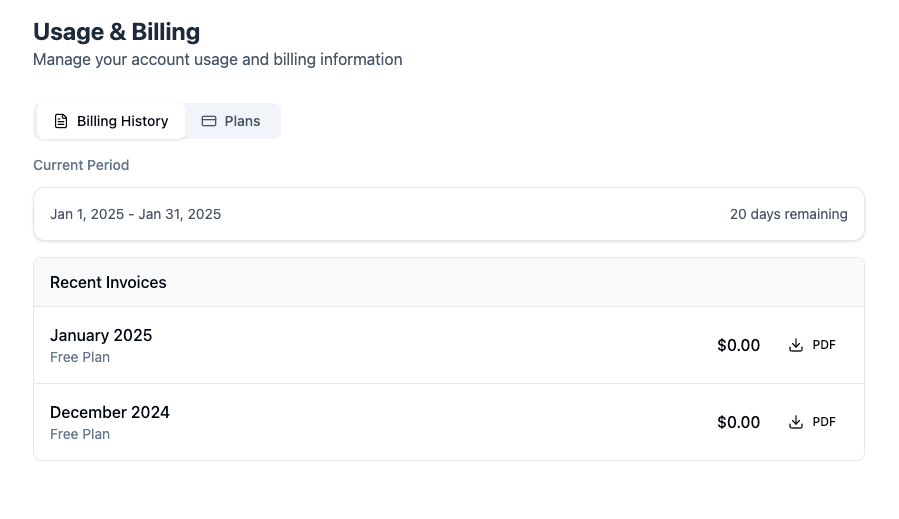 Usage & Billing
Manage your account usage and billing information
Billing History
Plans
Current Period
Jan 1, 2025 - Jan 31, 2025
20 days remaining
Recent Invoices
January 2025
Free Plan
$0.00
PDF
December 2024
Free Plan
$0.00
PDF